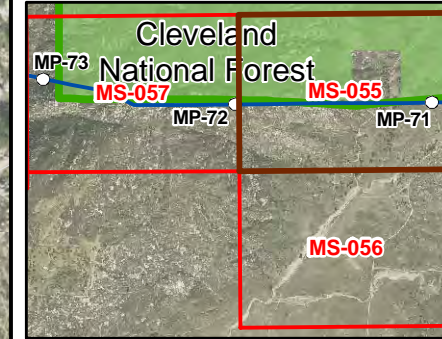 Cleveland
National Forest
MP-73
MS-057
MS-055
MP-72
MP-71
MS-056